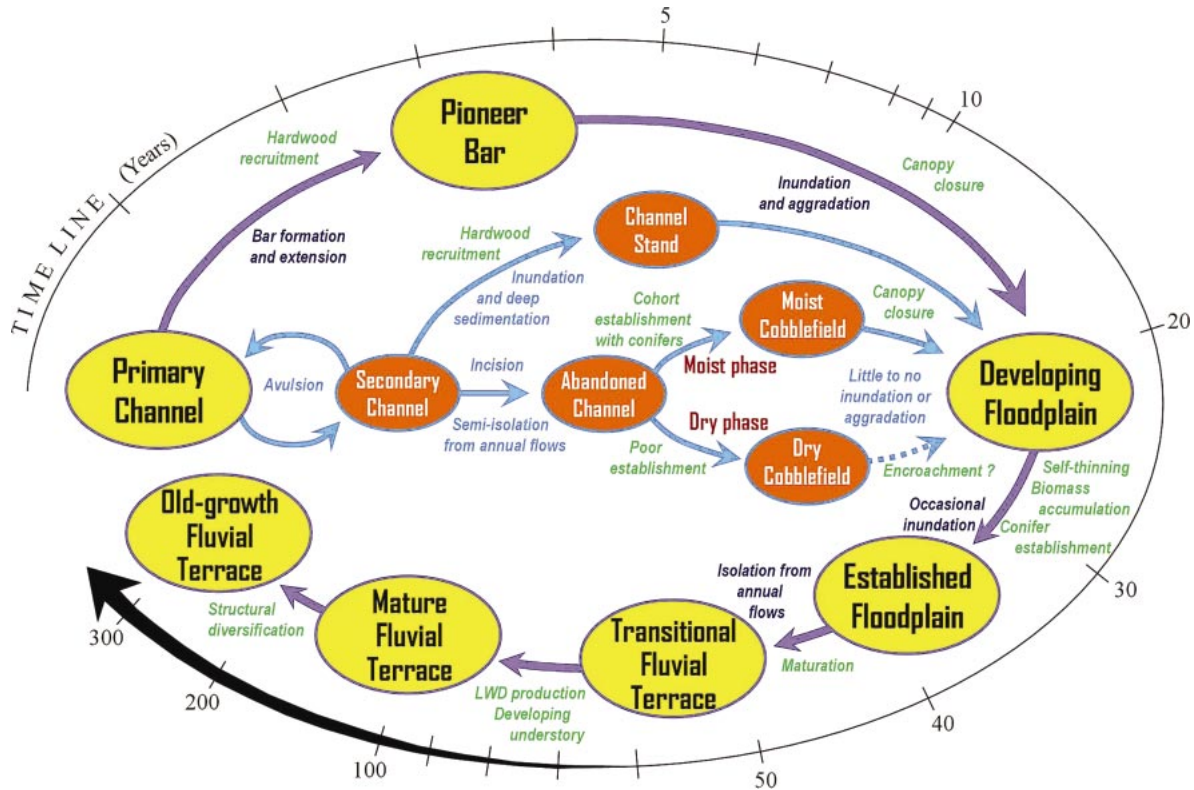 TIME LINE (Years)
5
10
20
30
40
50
100
200
300
Pioneer
Bar
Hardwood
recruitment
Canopy
closure
Inundation
and aggradation
Channel
Stand
Bar formation
and extension
Hardwood
recruitment
Inundation
and deep
sedimentation
Cohort
establishment
with conifers
Moist
Cobblefield
Canopy
closure
Primary
Channel
Avulsion
Secondary
Channel
Incision
Semi-isolation
from annual flows
Abandoned
Channel
Moist phase
Dry phase
Poor
establishment
Little to no
inundation or
aggradation
Dry
Cobblefield
Encroachment ?
Developing
Floodplain
Self-thinning
Biomass
accumulation
Conifer
establishment
Occasional
inundation
Established
Floodplain
Isolation from
annual
flows
Maturation
Transitional
Fluvial
Terrace
LWD production
Developing
understory
Mature
Fluvial
Terrace
Structural
diversification
Old-growth
Fluvial
Terrace